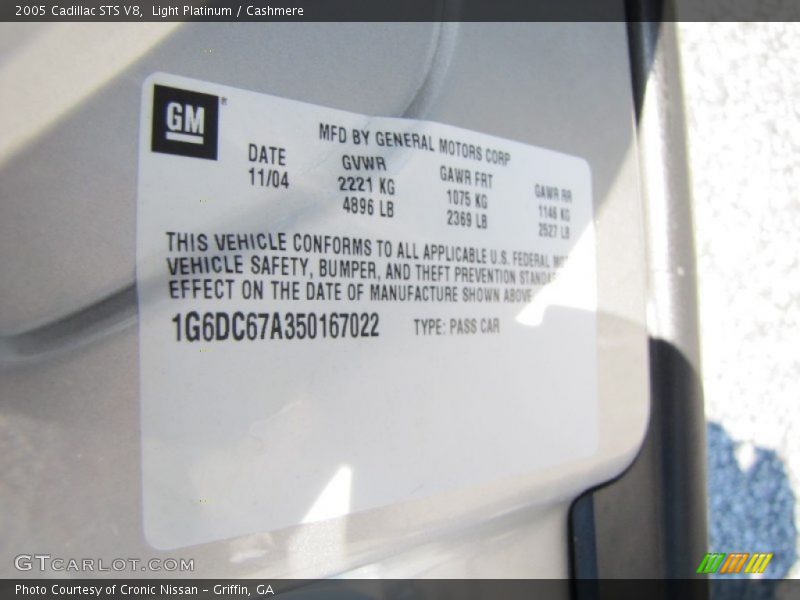 2005 Cadillac STS V8, Light Platinum / Cashmere
GM
MFD BY GENERAL MOTORS CORP
DATE GVWR GAWR FRT GAWR RR
11/04 2221 KG 1075 KG 1146 KG
4896 LB 2369 LB 2527 LB
THIS VEHICLE CONFORMS TO ALL APPLICABLE U.S. FEDERAL
VEHICLE SAFETY, BUMPER, AND THEFT PREVENTION
EFFECT ON THE DATE OF MANUFACTURE SHOWN ABOVE
1G6DC67A350167022 TYPE: PASS CAR
GTcarlot.com
Photo Courtesy of Cronic Nissan - Griffin, GA